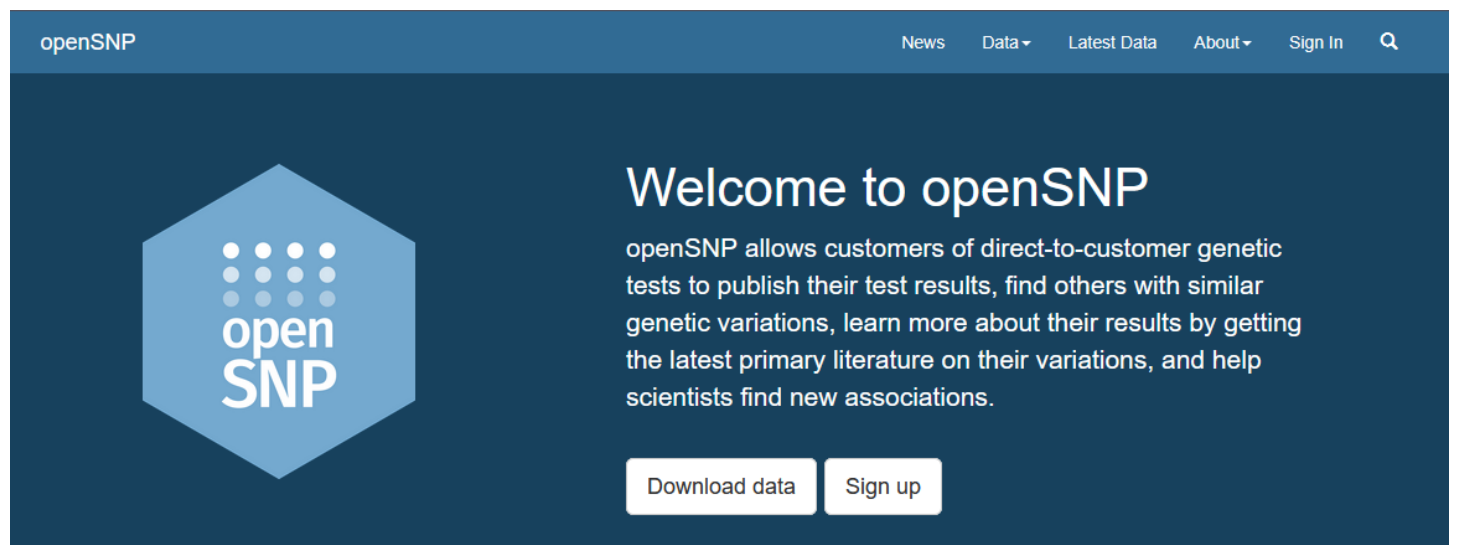 openSNP
News Data Latest Data About Sign In
open
SNP
Welcome to openSNP
openSNP allows customers of direct-to-customer genetic
tests to publish their test results, find others with similar
genetic variations, learn more about their results by getting
the latest primary literature on their variations, and help
scientists find new associations.
Download data Sign up